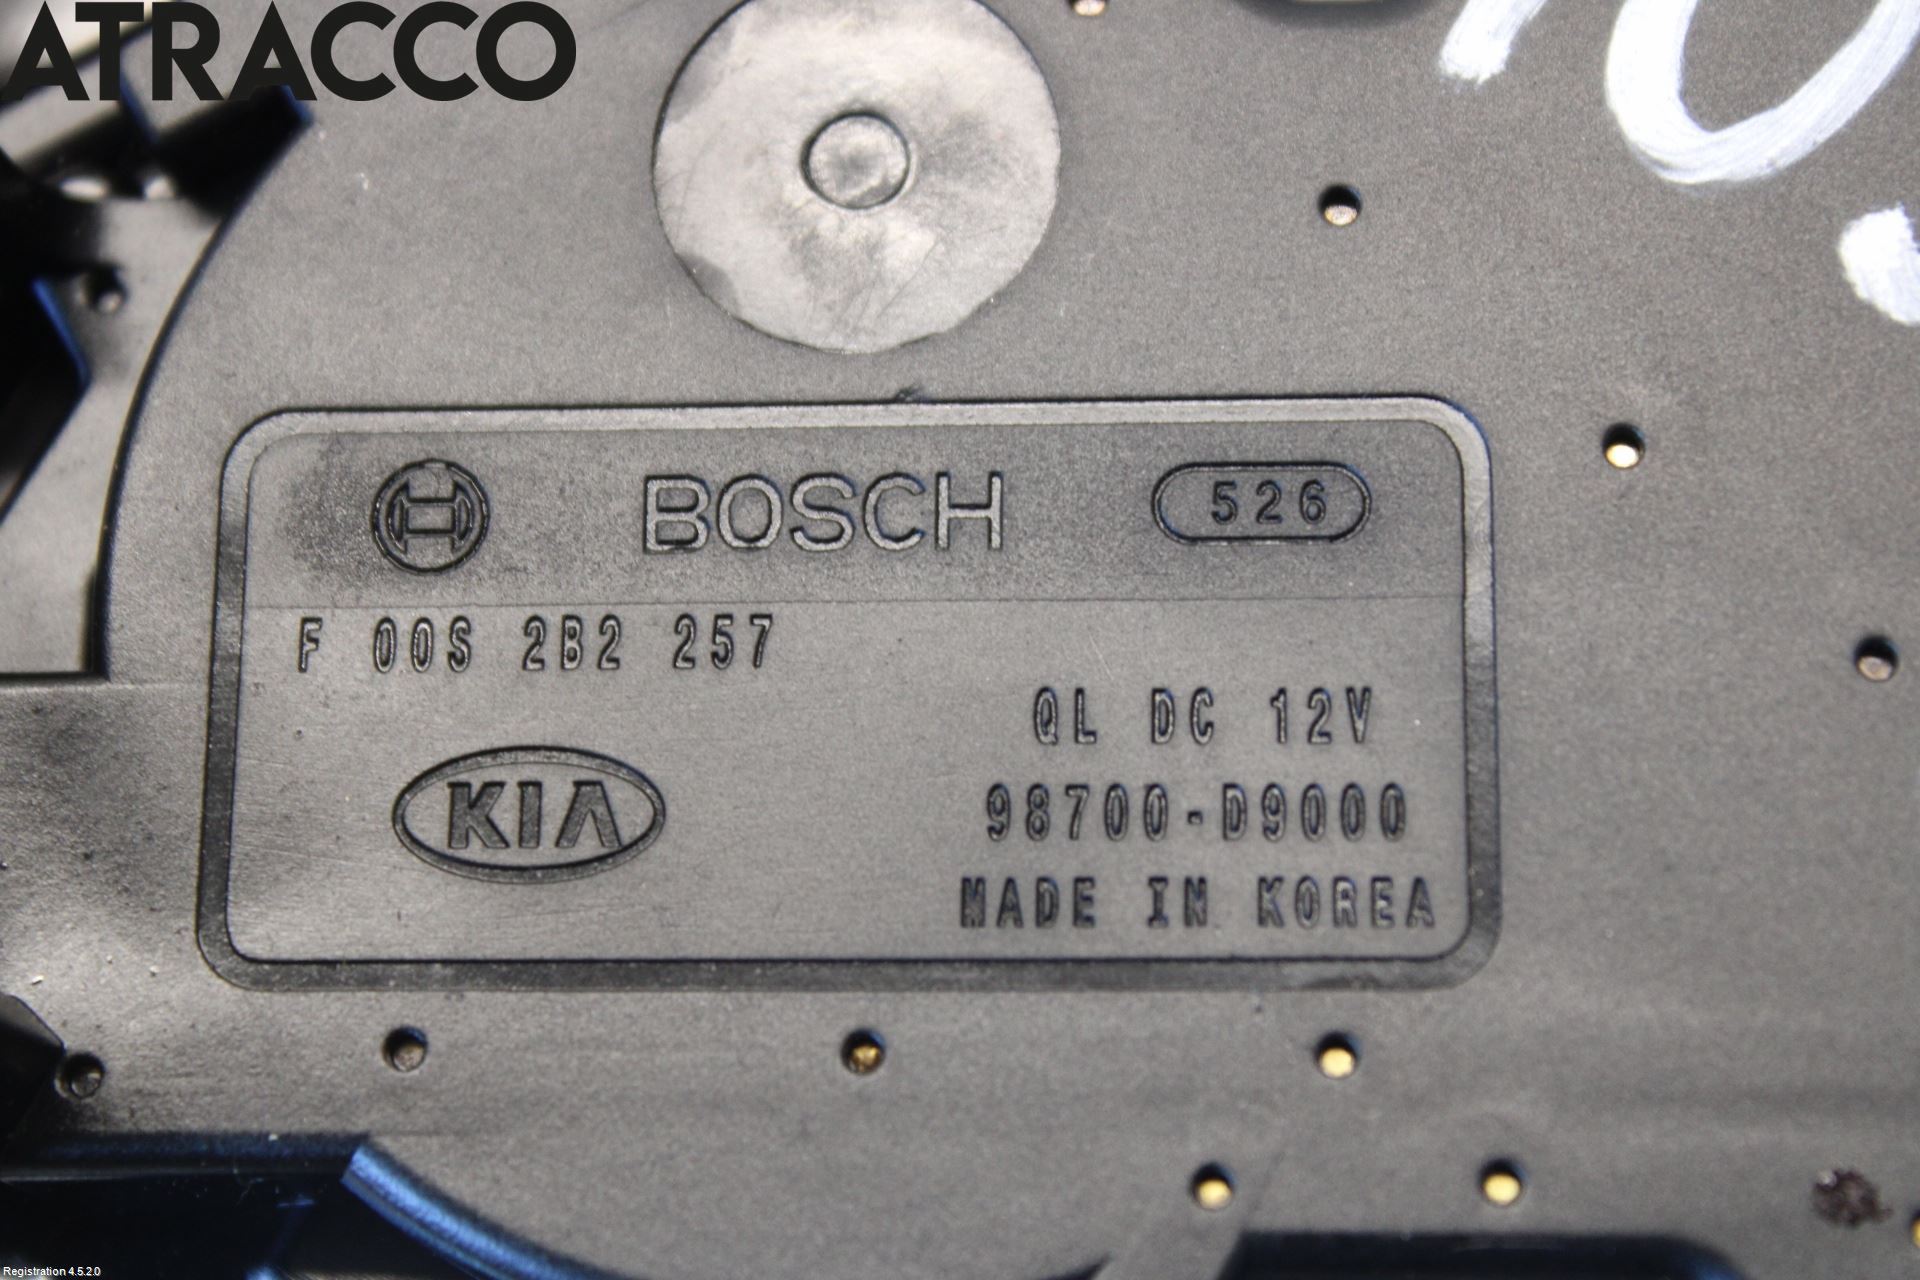 ATRACCO
BOSCH 526
F 00S 2B2 257
QL DC 12V
KIA 98700-D9000
MADE IN KOREA
Registration 4.5.2.0